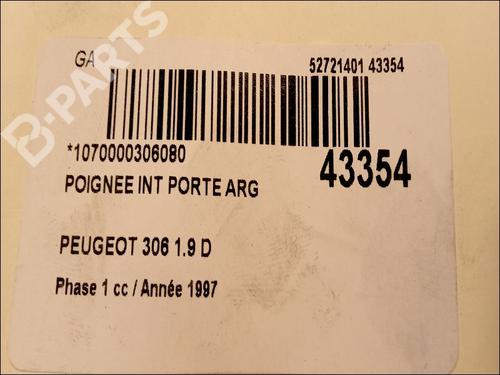 GA
52721401 43354
B-PARTS
*1070000306080
43354
POIGNEE INT PORTE ARG
PEUGEOT 306 1.9 D
Phase 1 cc / Année 1997